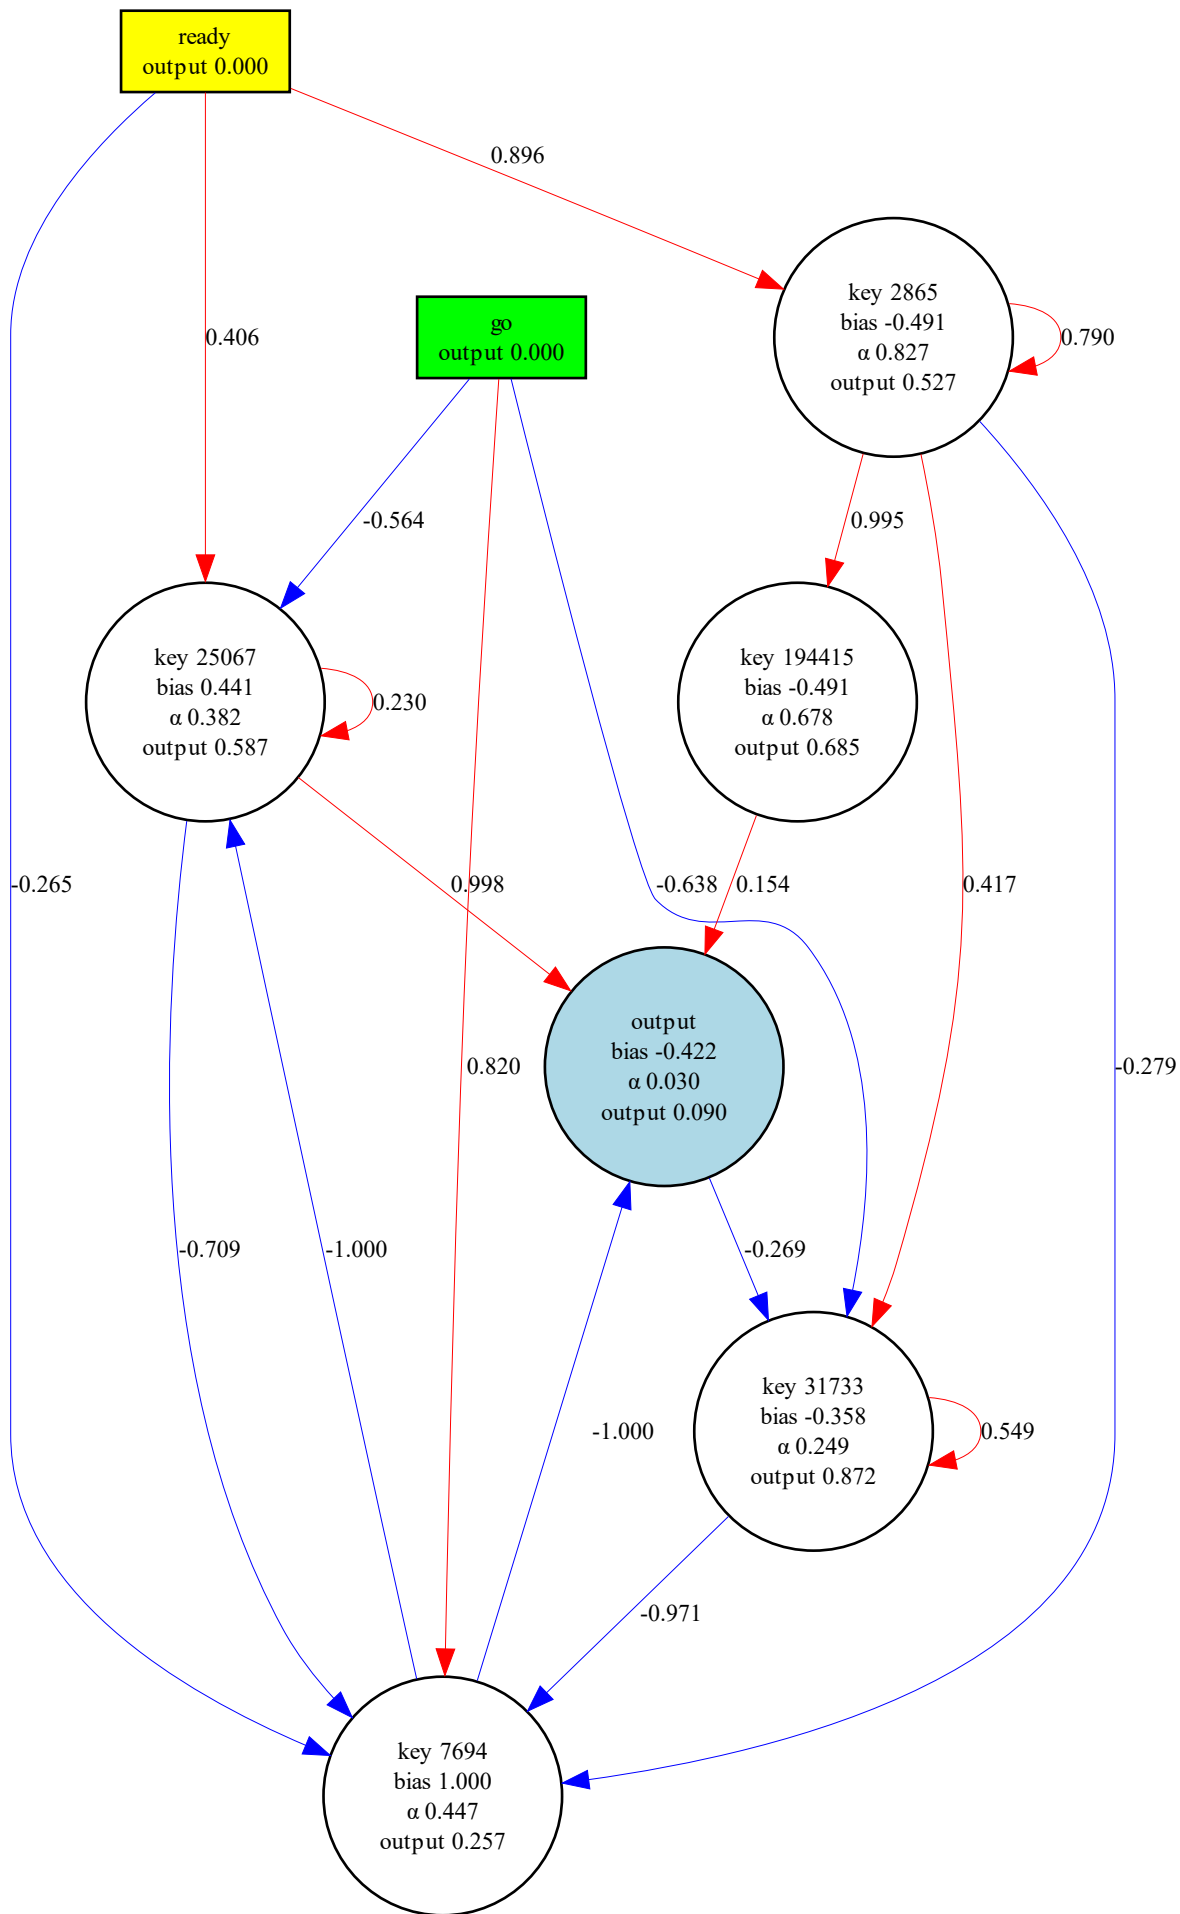 ready
output 0.000
0.896
key 2865
bias -0.491
α 0.827
output 0.527
0.790
go
output 0.000
0.406
-0.564
0.995
key 25067
bias 0.441
α 0.382
output 0.587
0.230
key 194415
bias -0.491
α 0.678
output 0.685
-0.265
0.998
-0.638
0.154
0.417
output
bias -0.422
α 0.030
output 0.090
0.820
-0.279
-0.709
-1.000
-0.269
key 31733
bias -0.358
α 0.249
output 0.872
0.549
-1.000
-0.971
key 7694
bias 1.000
α 0.447
output 0.257